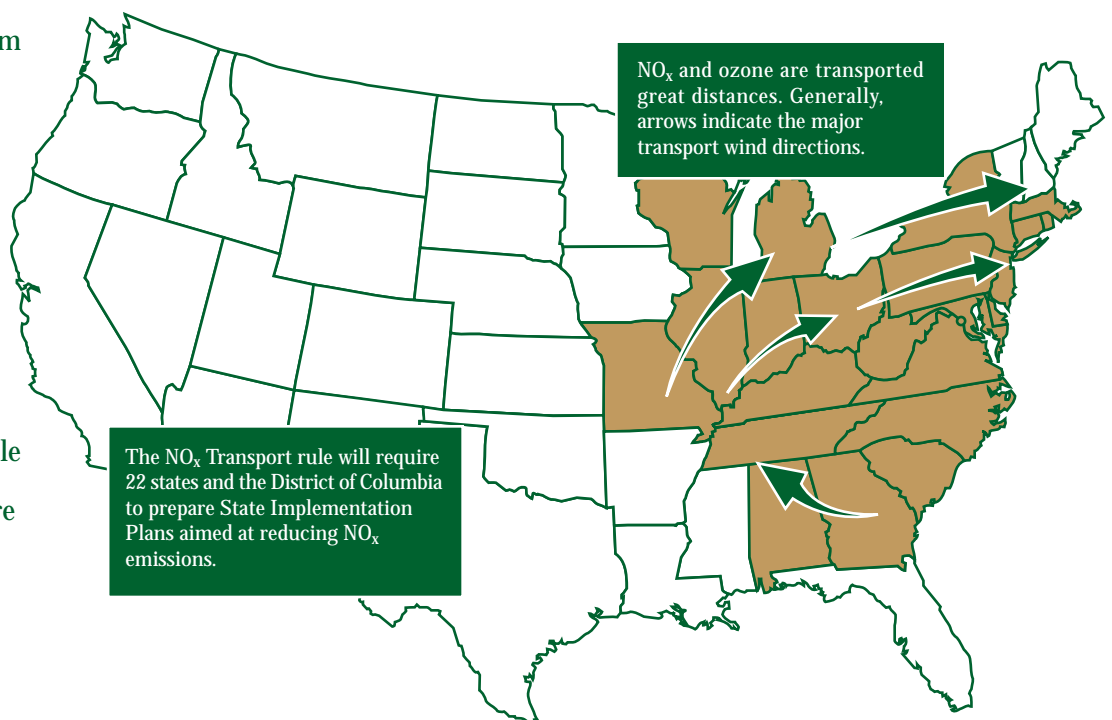 m
NOx and ozone are transported
great distances. Generally,
arrows indicate the major
transport wind directions.
le
re
The NOx Transport rule will require
22 states and the District of Columbia
to prepare State Implementation
Plans aimed at reducing NOx
emissions.